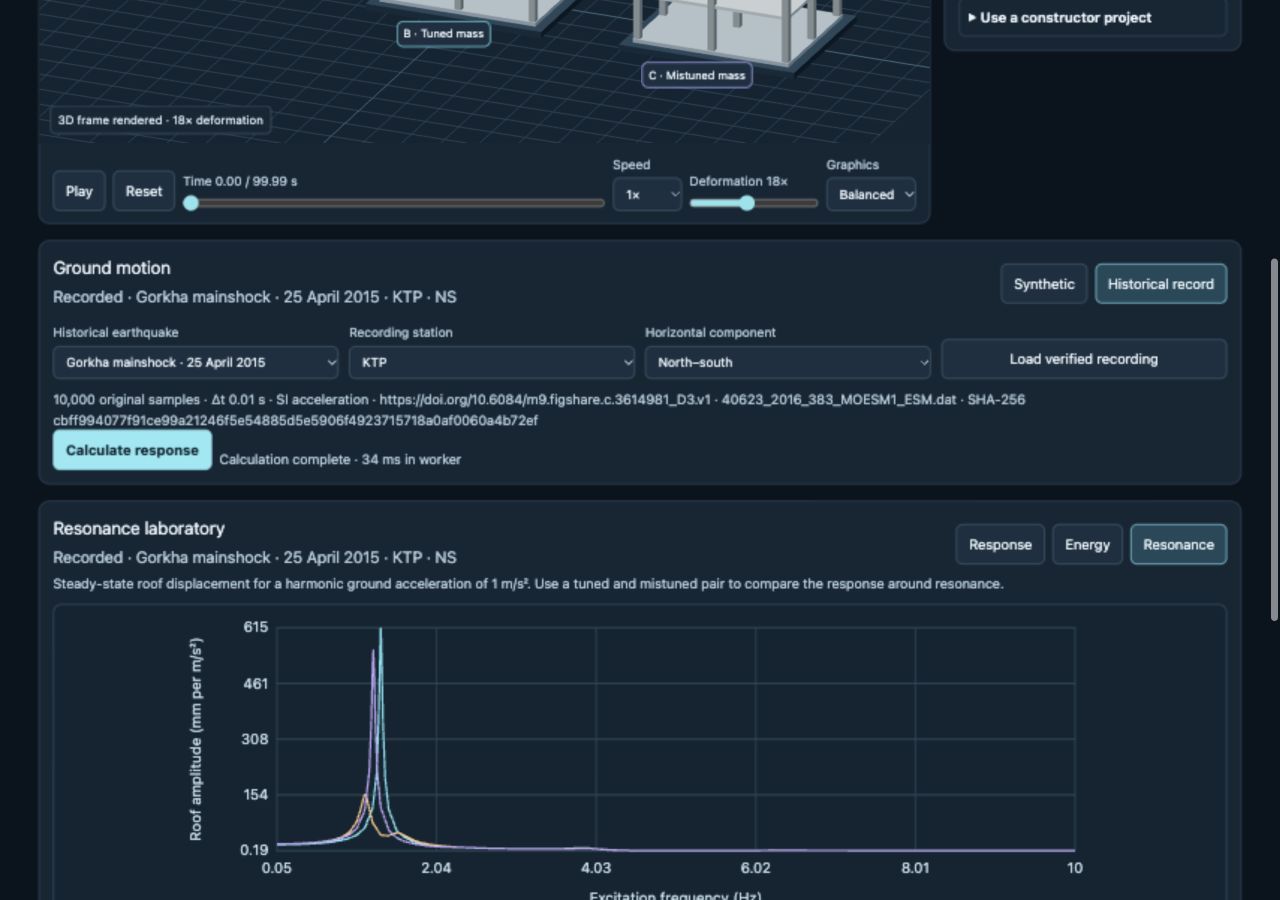 ▸ Use a constructor project
B · Tuned mass
C · Mistuned mass
3D frame rendered · 18× deformation
Play
Reset
Time 0.00 / 99.99 s
Speed
1×
Deformation 18×
Graphics
Balanced
Ground motion
Recorded · Gorkha mainshock · 25 April 2015 · KTP · NS
Synthetic
Historical record
Historical earthquake
Gorkha mainshock · 25 April 2015
Recording station
KTP
Horizontal component
North–south
Load verified recording
10,000 original samples · Δt 0.01 s · SI acceleration · https://doi.org/10.6084/m9.figshare.c.3614981_D3.v1 · 40623_2016_383_MOESM1_ESM.dat · SHA-256
cbff994077f91ce99a21246f5e54885d5e5906f4923715718a0af0060a4b72ef
Calculate response
Calculation complete · 34 ms in worker
Resonance laboratory
Recorded · Gorkha mainshock · 25 April 2015 · KTP · NS
Response
Energy
Resonance
Steady-state roof displacement for a harmonic ground acceleration of 1 m/s². Use a tuned and mistuned pair to compare the response around resonance.
Roof amplitude (mm per m/s²)
615
461
308
154
0.19
0.05
2.04
4.03
6.02
8.01
10
Excitation frequency (Hz)